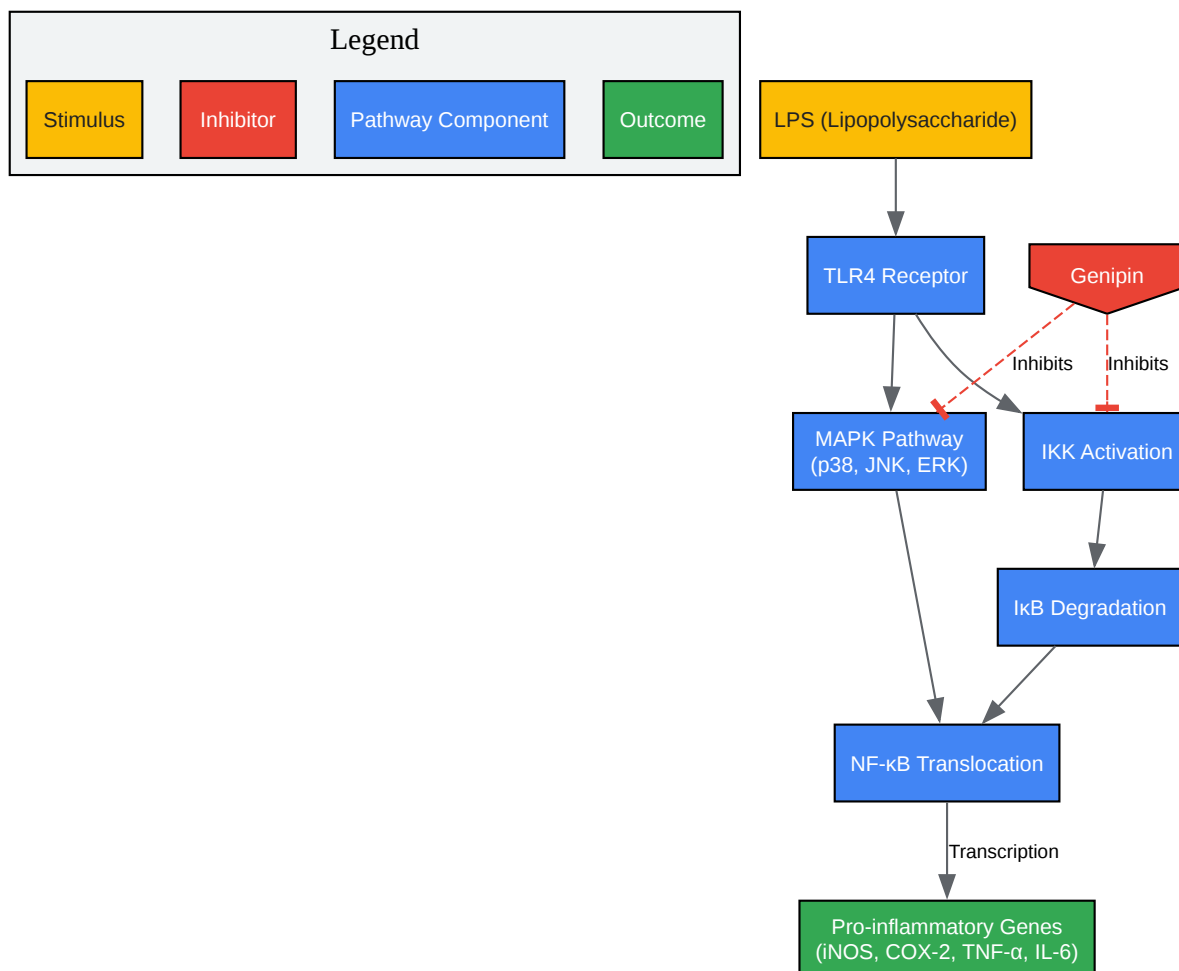 Legend
Stimulus
Inhibitor
Pathway Component
Outcome
LPS (Lipopolysaccharide)
TLR4 Receptor
Genipin
Inhibits
Inhibits
MAPK Pathway
(p38, JNK, ERK)
IKK Activation
IκB Degradation
NF-κB Translocation
Transcription
Pro-inflammatory Genes
(iNOS, COX-2, TNF-α, IL-6)